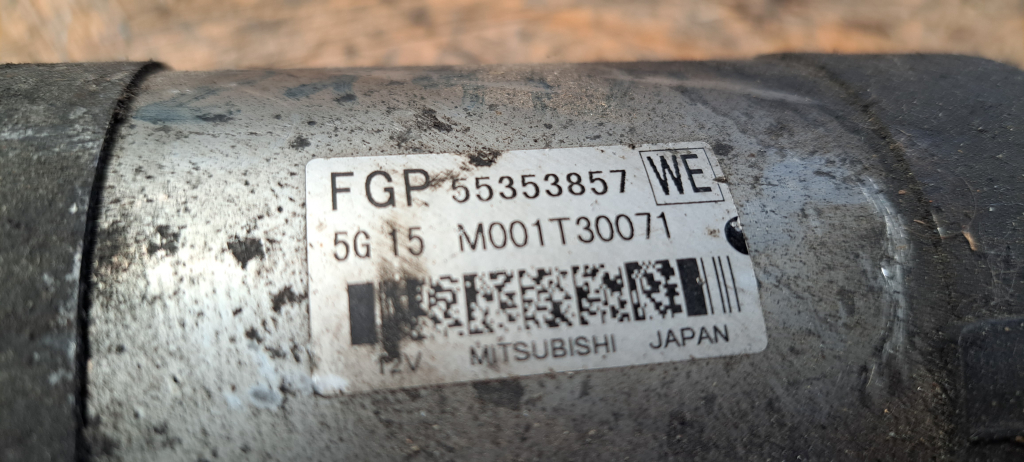 FGP 55353857 WE
5G 15 M001T30071
12V MITSUBISHI JAPAN